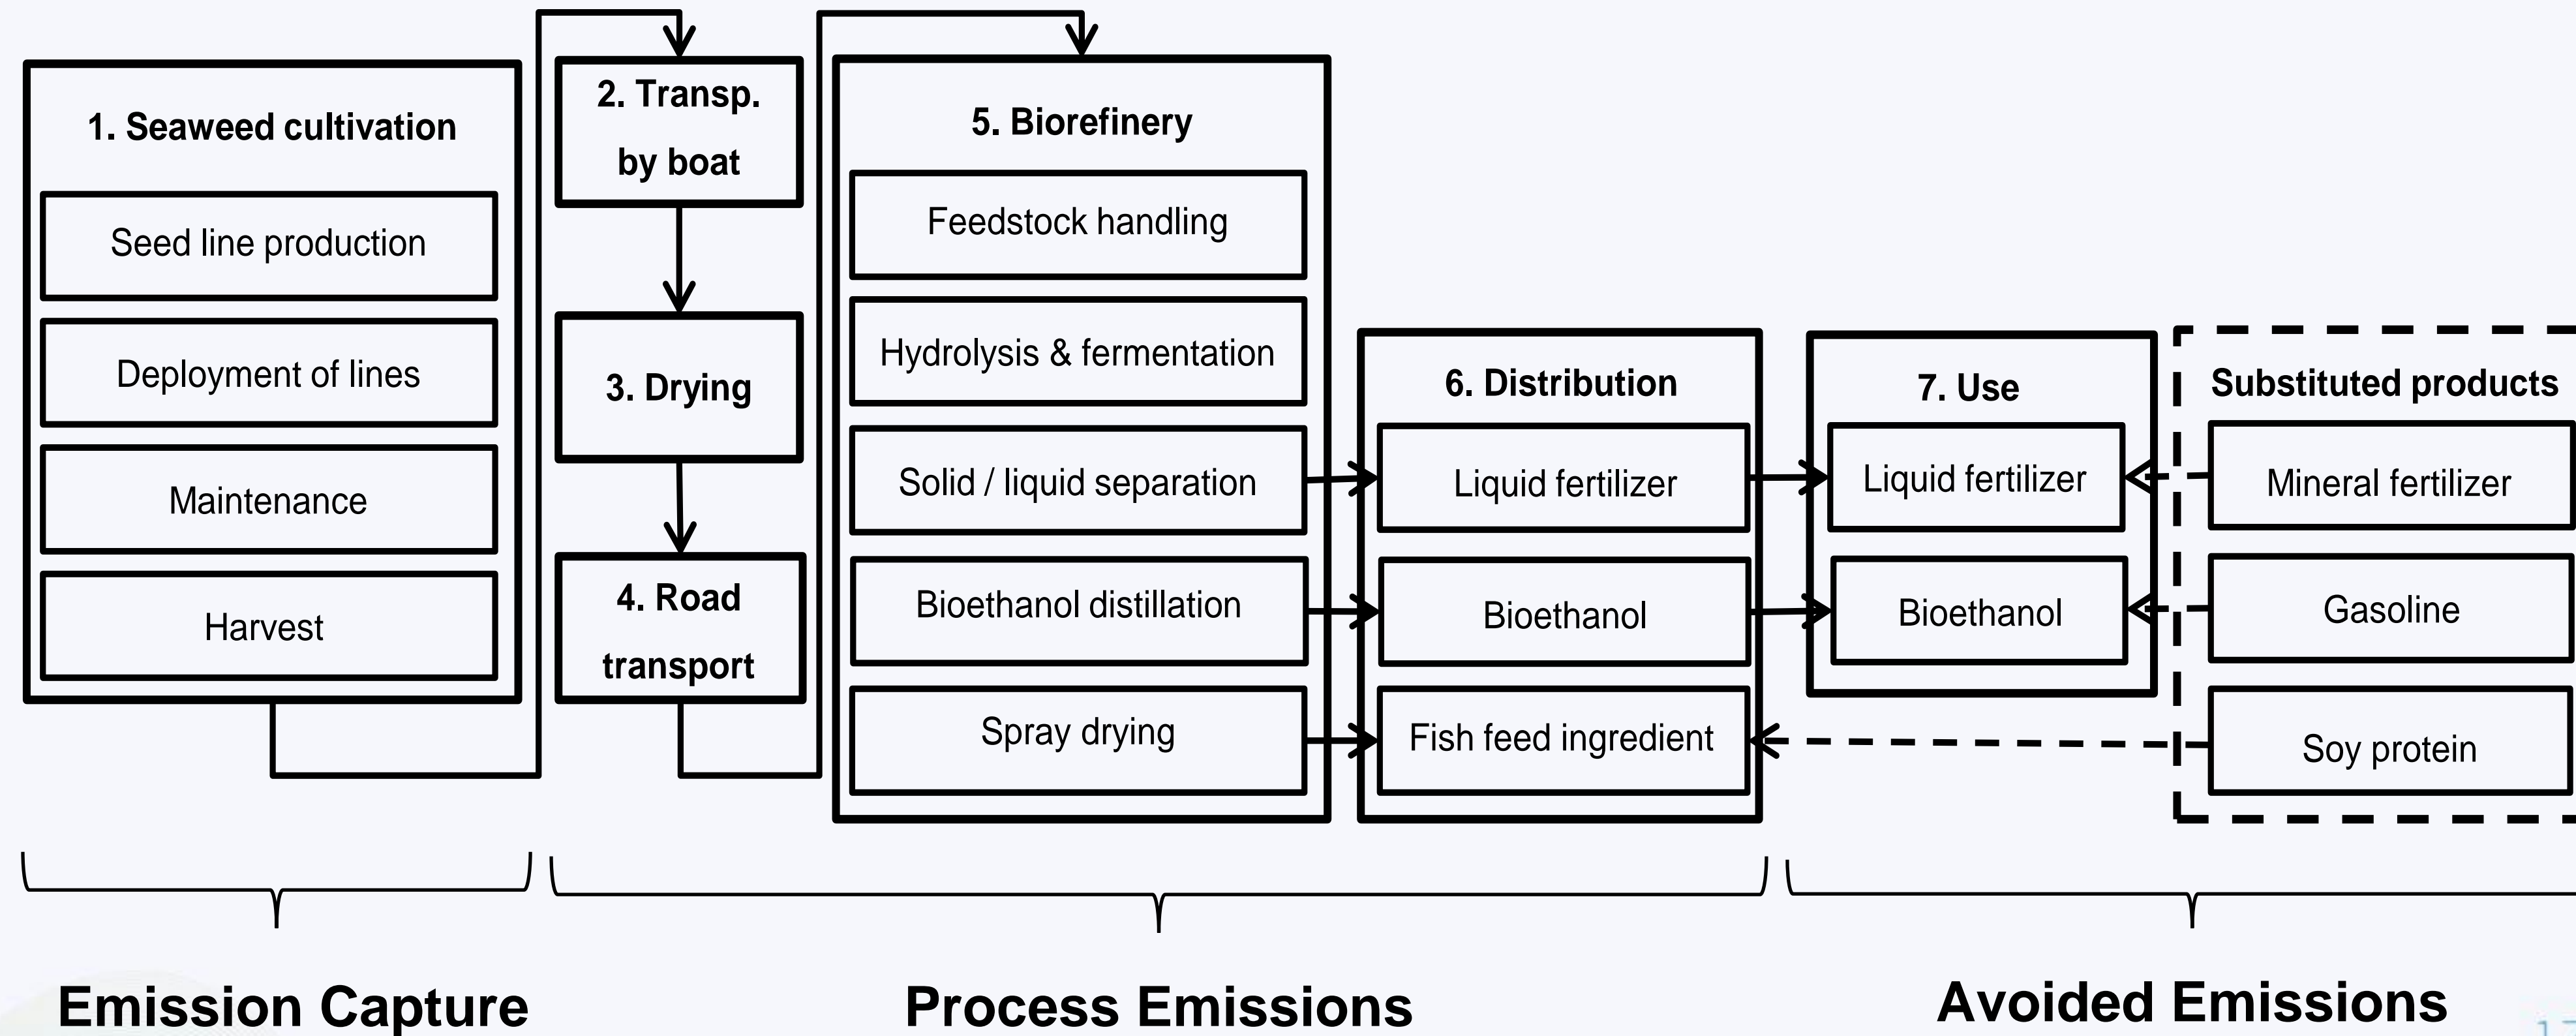 1. Seaweed cultivation
Seed line production
Deployment of lines
Maintenance
Harvest
2. Transp.
by boat
3. Drying
4. Road
transport
5. Biorefinery
Feedstock handling
Hydrolysis & fermentation
Solid / liquid separation
Bioethanol distillation
Spray drying
6. Distribution
Liquid fertilizer
Bioethanol
Fish feed ingredient
7. Use
Liquid fertilizer
Bioethanol
Substituted products
Mineral fertilizer
Gasoline
Soy protein
Emission Capture
Process Emissions
Avoided Emissions